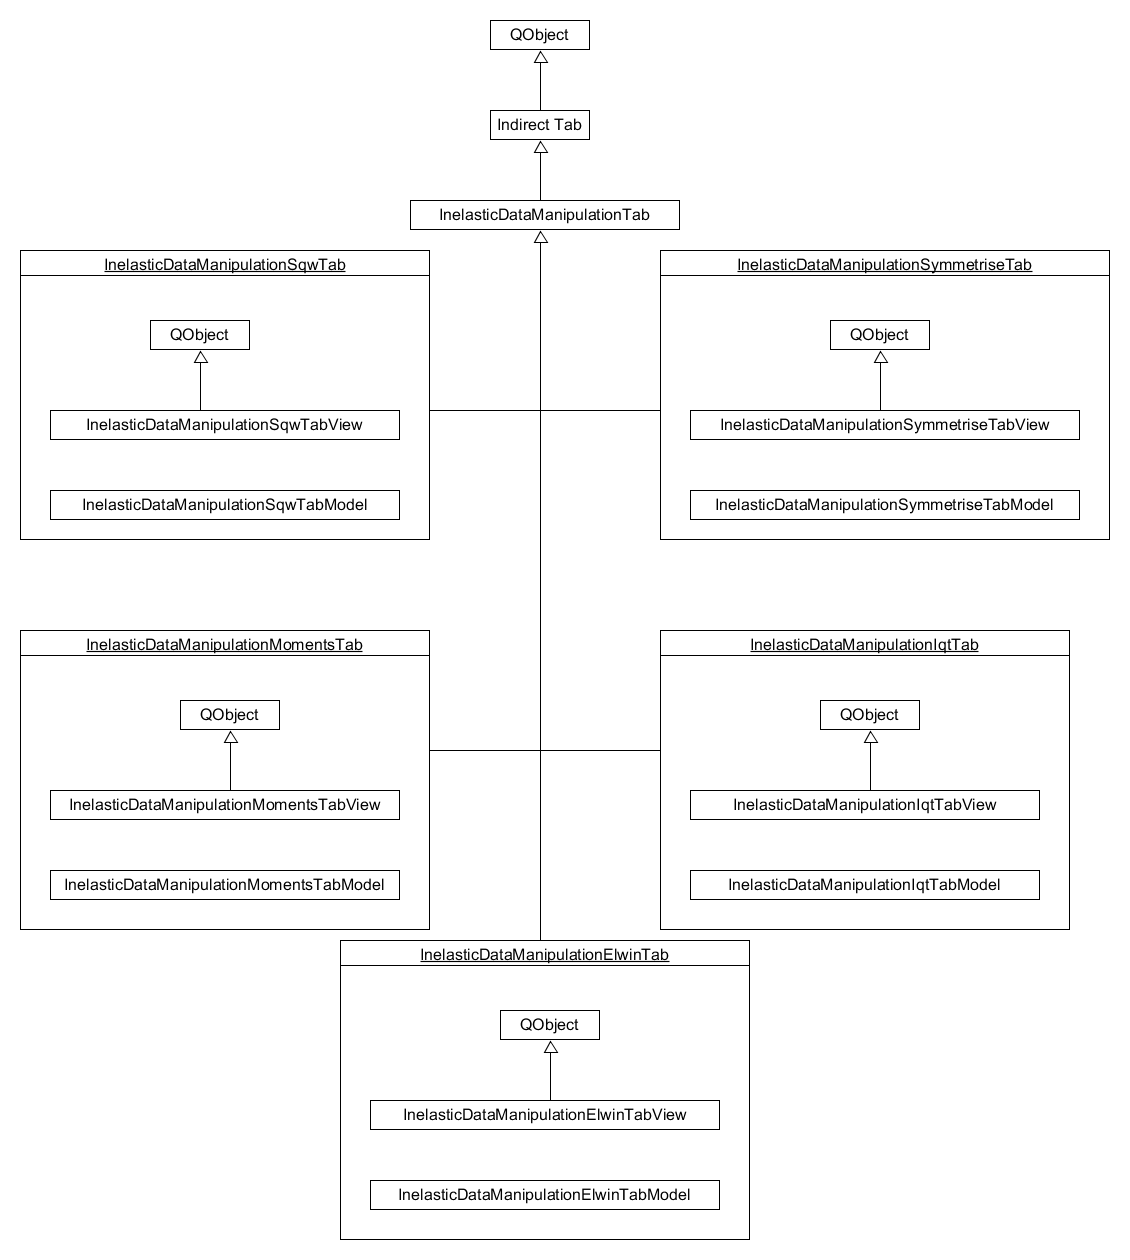 QObject
Indirect Tab
InelasticDataManipulationTab
InelasticDataManipulationSqwTab
QObject
InelasticDataManipulationSqwTabView
InelasticDataManipulationSqwTabModel
InelasticDataManipulationSymmetriseTab
QObject
InelasticDataManipulationSymmetriseTabView
InelasticDataManipulationSymmetriseTabModel
InelasticDataManipulationMomentsTab
QObject
InelasticDataManipulationMomentsTabView
InelasticDataManipulationMomentsTabModel
InelasticDataManipulationIqtTab
QObject
InelasticDataManipulationIqtTabView
InelasticDataManipulationIqtTabModel
InelasticDataManipulationElwinTab
QObject
InelasticDataManipulationElwinTabView
InelasticDataManipulationElwinTabModel